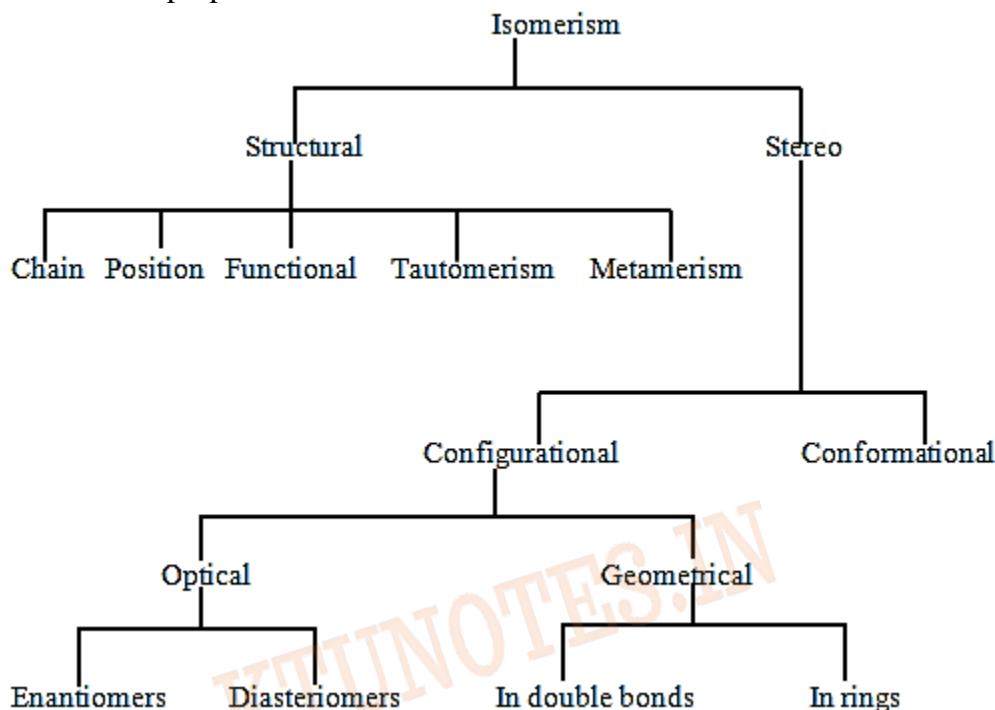 Isomerism
Structural Stereo
Chain Position Functional Tautomerism Metamerism
Configurational Conformational
Optical Geometrical
KTUNOTES.IN
Enantiomers Diasteriomers In double bonds In rings